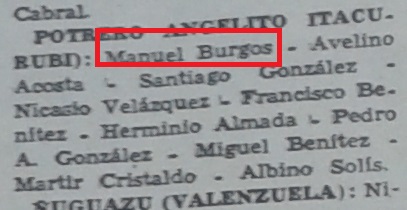 Cabral
POTRERO ANGELITO ITACU-
RUBI): Manuel Burgos - Avelino
Acosta - Santiago González -
Nicasio Velázquez - Francisco Be-
nítez - Herminio Almada - Pedro
A. González - Miguel Benítez -
Martir Cristaldo - Albino Solís.
SUGUAZU (VALENZUELA): Ni-